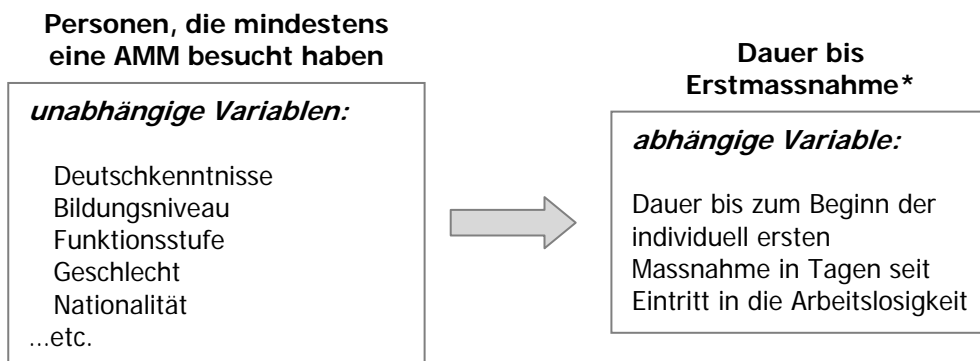 Personen, die mindestens
eine AMM besucht haben
unabhängige Variablen:
Deutschkenntnisse
Bildungsniveau
Funktionsstufe
Geschlecht
Nationalität
...etc.
Dauer bis
Erstmassnahme*
abhängige Variable:
Dauer bis zum Beginn der
individuell ersten
Massnahme in Tagen seit
Eintritt in die Arbeitslosigkeit